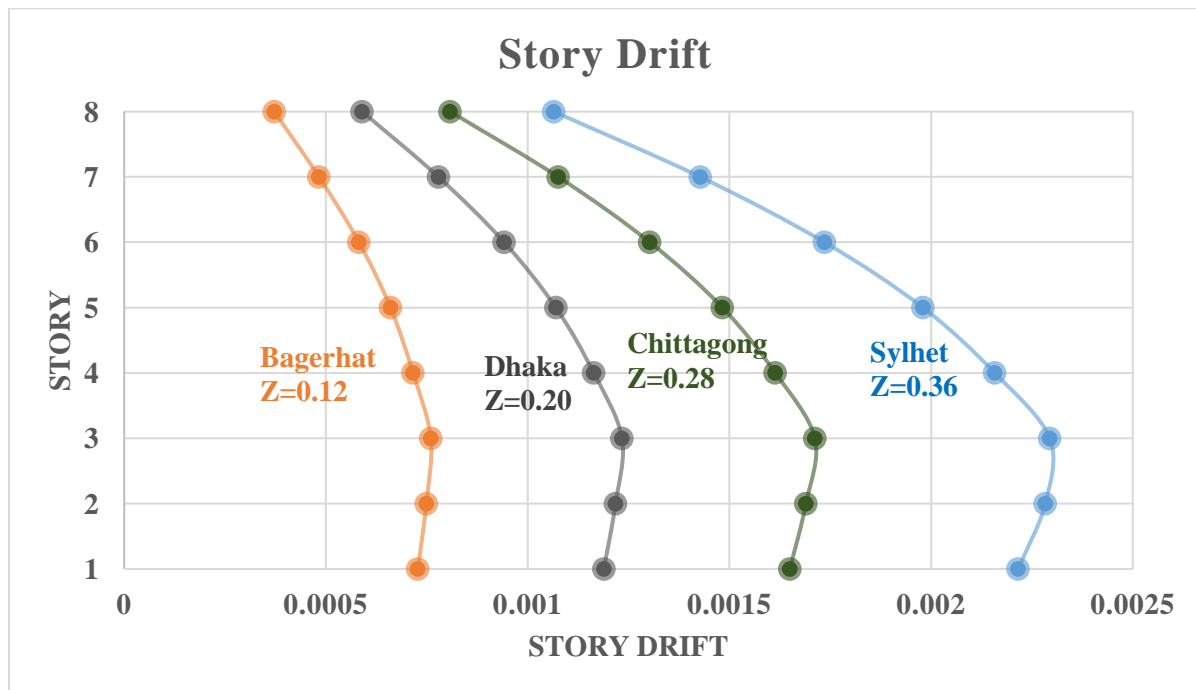 Story Drift
8
7
6
5
4
3
2
1
STORY
Bagerhat
Z=0.12
Dhaka
Z=0.20
Chittagong
Z=0.28
Sylhet
Z=0.36
0 0.0005 0.001 0.0015 0.002 0.0025
STORY DRIFT